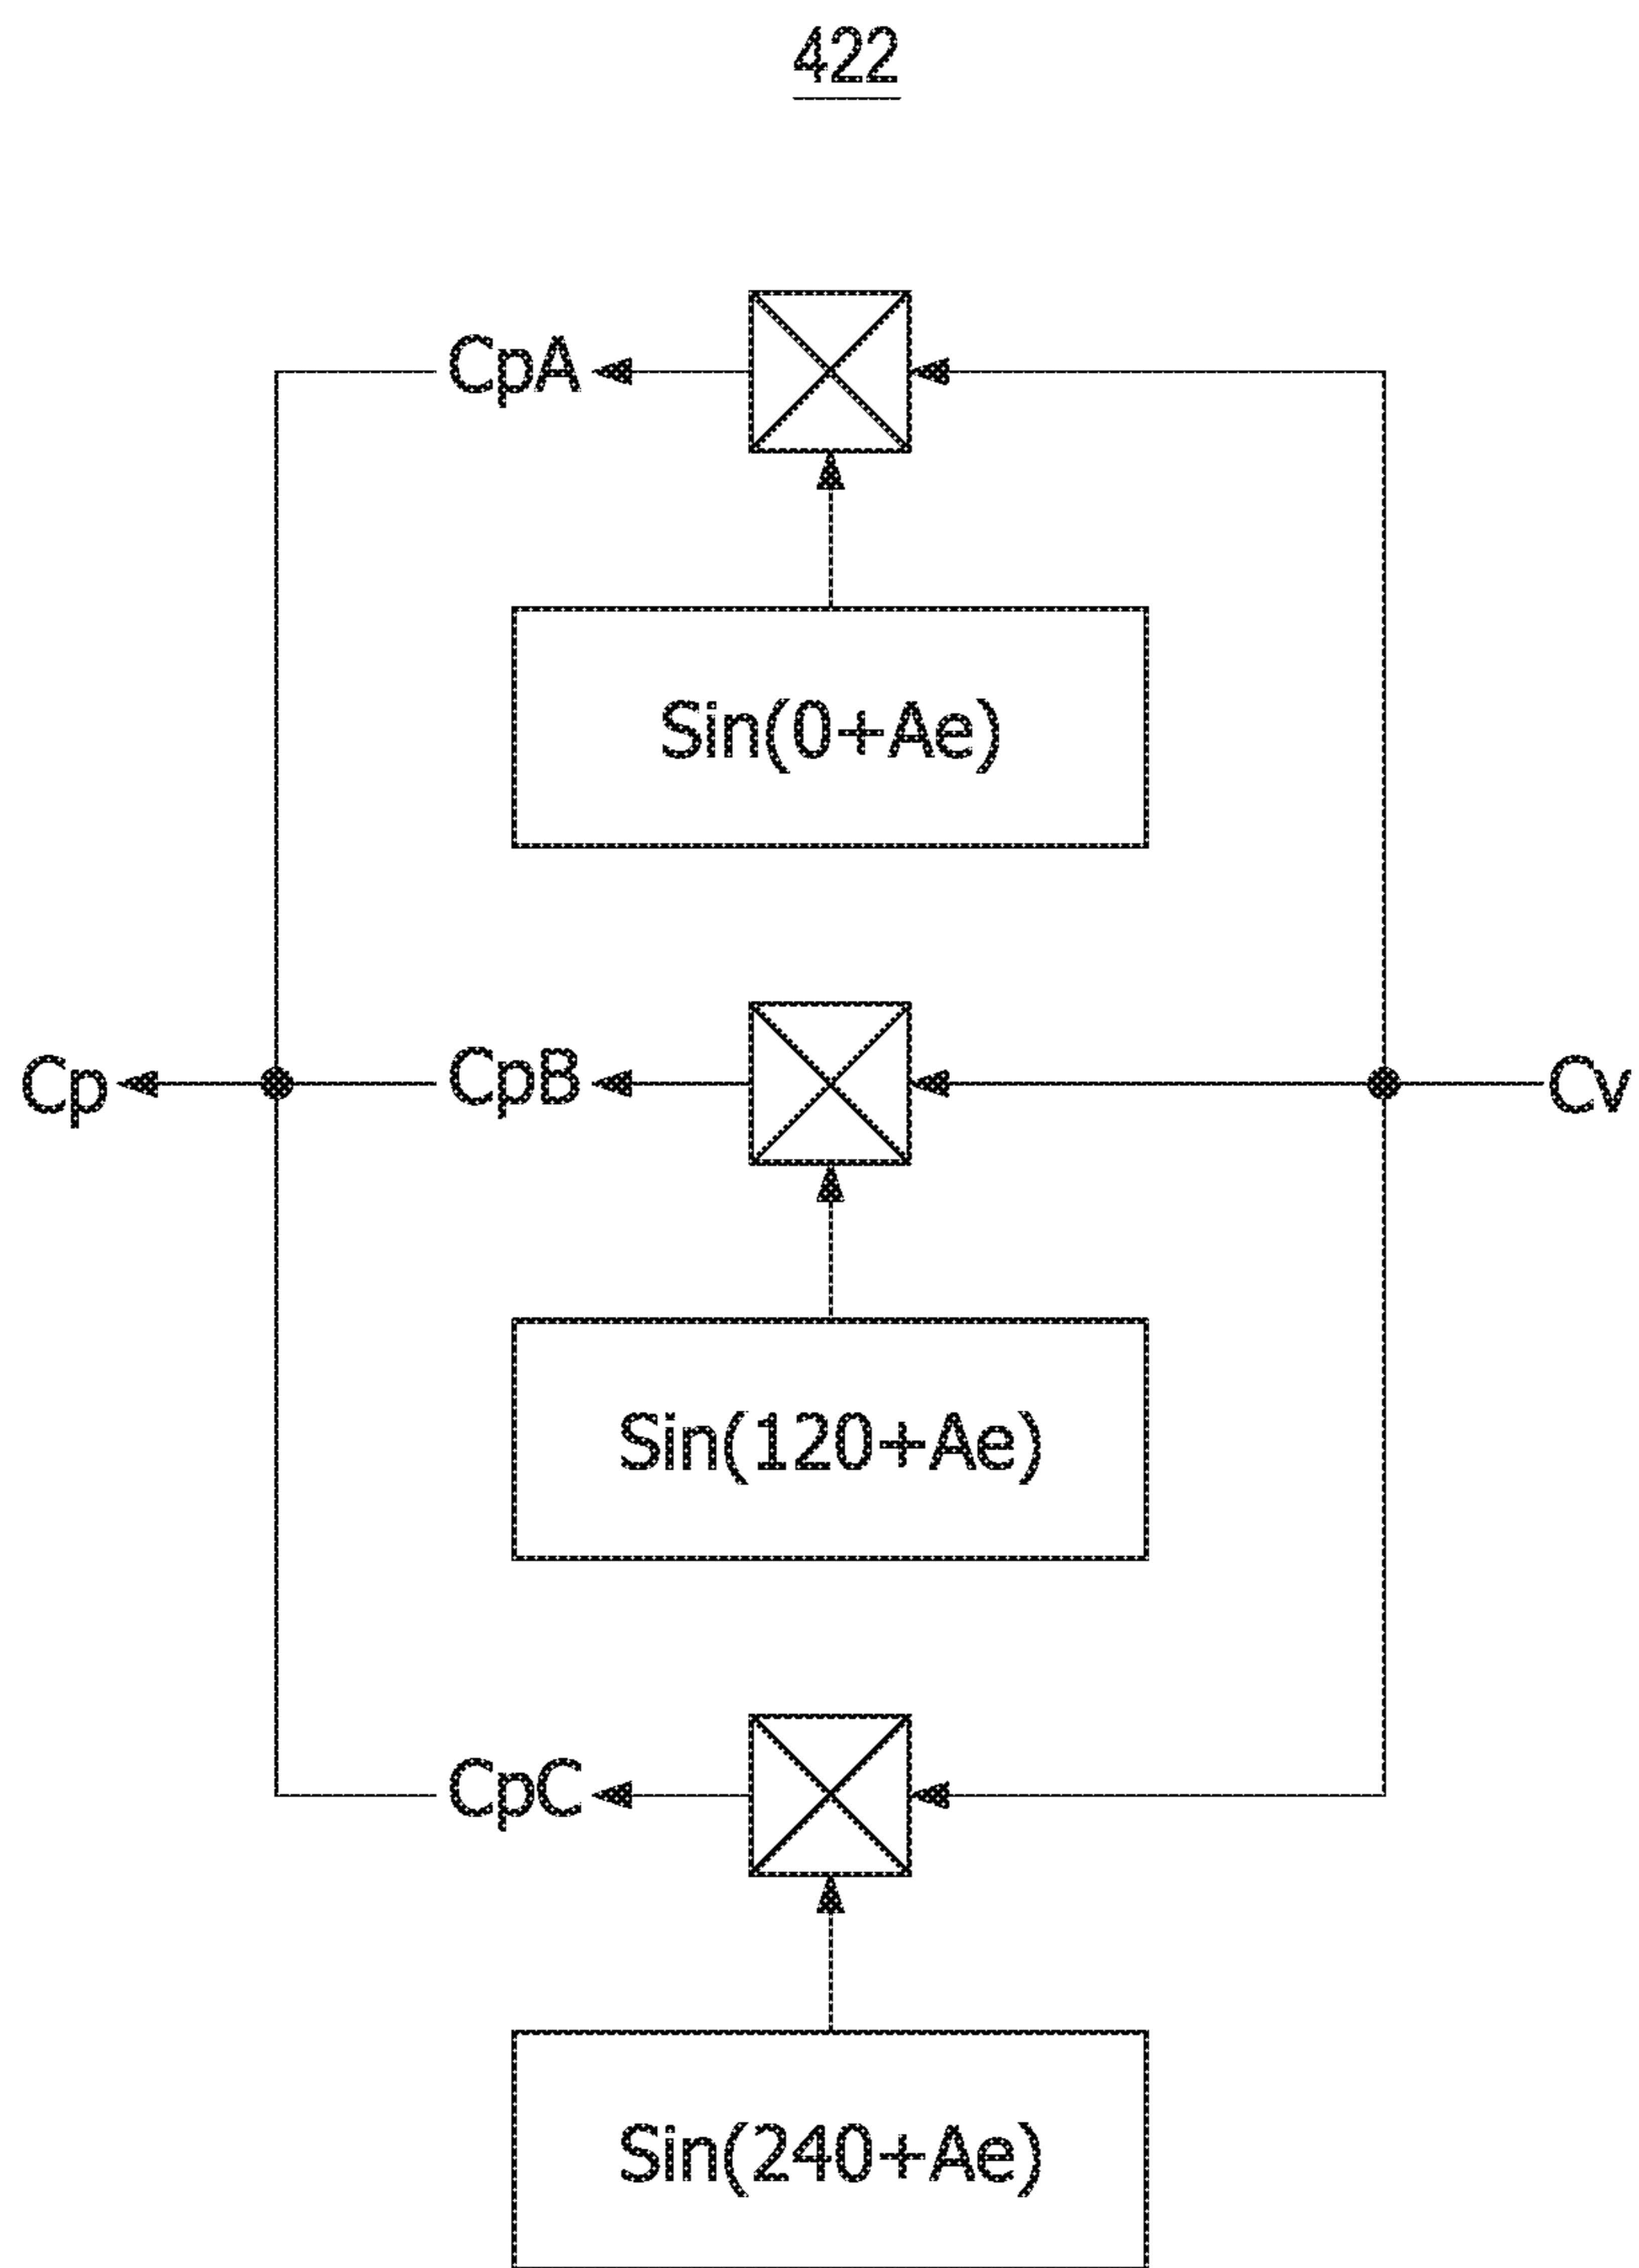 422
CpA
Sin(0+Ae)
Cp
CpB
Cv
Sin(120+Ae)
CpC
Sin(240+Ae)